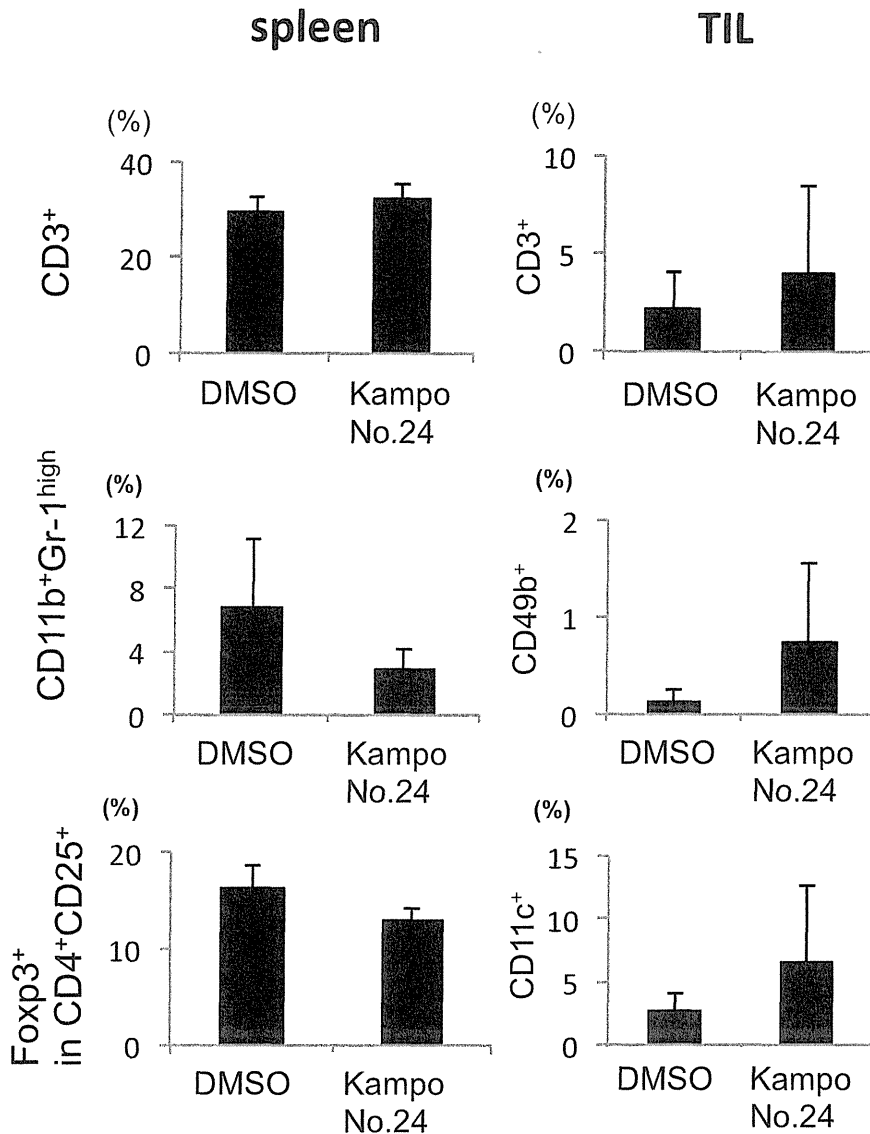 spleen
TIL
(%)
CD3⁺
40
20
0
DMSO
Kampo
No.24
(%)
CD3⁺
10
5
0
DMSO
Kampo
No.24
(%)
CD11b⁺Gr-1ʰⁱᵍʰ
12
8
4
0
DMSO
Kampo
No.24
(%)
CD49b⁺
2
1
0
DMSO
Kampo
No.24
(%)
Foxp3⁺
in CD4⁺CD25⁺
20
10
0
DMSO
Kampo
No.24
(%)
CD11c⁺
15
10
5
0
DMSO
Kampo
No.24